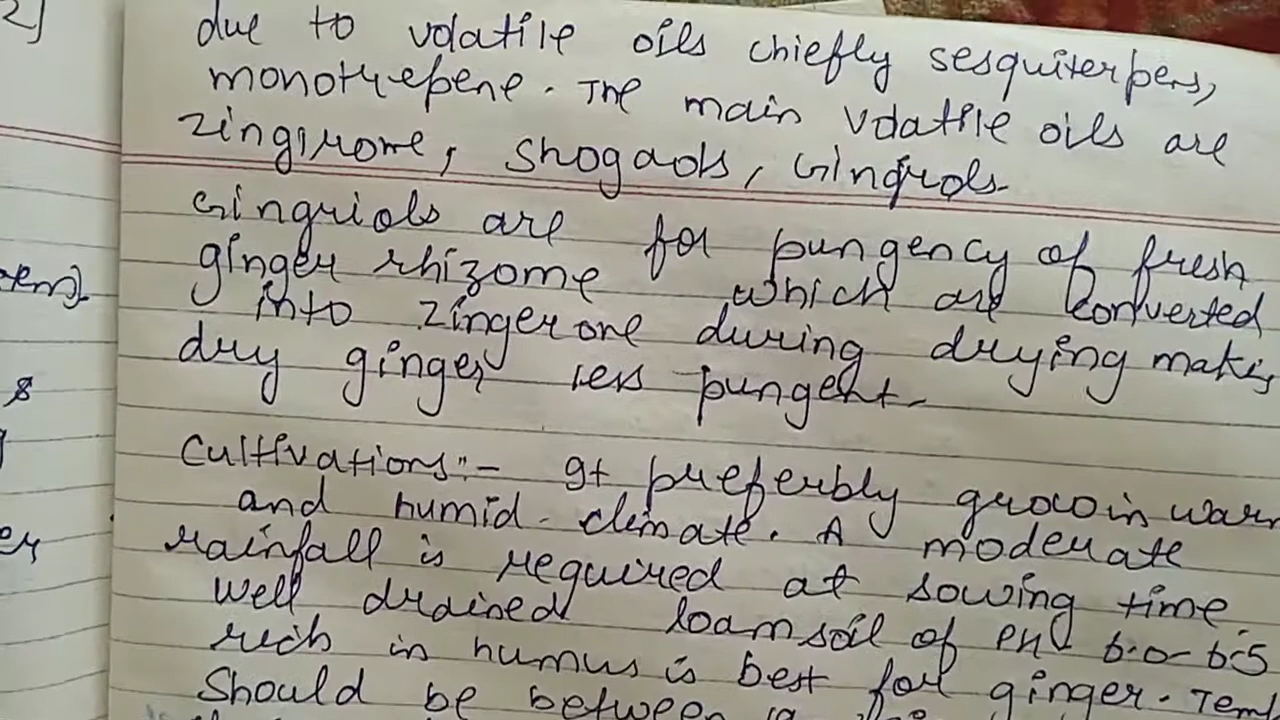 2]
due to volatile oils chiefly sesquiterpens,
monotrepene. The main volatile oils are
zingirone, shogaols, Gingrols.
Gingriols are for pungency of fresh
ginger rhizome which are converted
into zingerone during drying makes
dry ginger less pungent.
Cultivations:- It preferbly grow in warm
and humid climate. A moderate
rainfall is required at sowing time.
Well drained loam soil of PH 6.0-6.5
rich in humus is best for ginger. Tem
Should be between